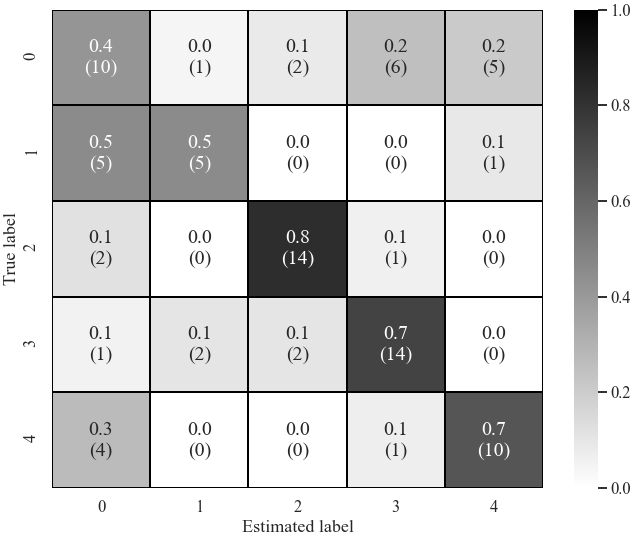 0.4 0.0 0.1 0.2 0.2 1.0
0 (10) (1) (2) (6) (5)
0.8
0.5 0.5 0.0 0.0 0.1
1 (5) (5) (0) (0) (1)
0.6
True label
0.1 0.0 0.8 0.1 0.0
2 (2) (0) (14) (1) (0)
0.4
0.1 0.1 0.1 0.7 0.0
3 (1) (2) (2) (14) (0)
0.2
0.3 0.0 0.0 0.1 0.7
4 (4) (0) (0) (1) (10)
0.0
0 1 2 3 4
Estimated label